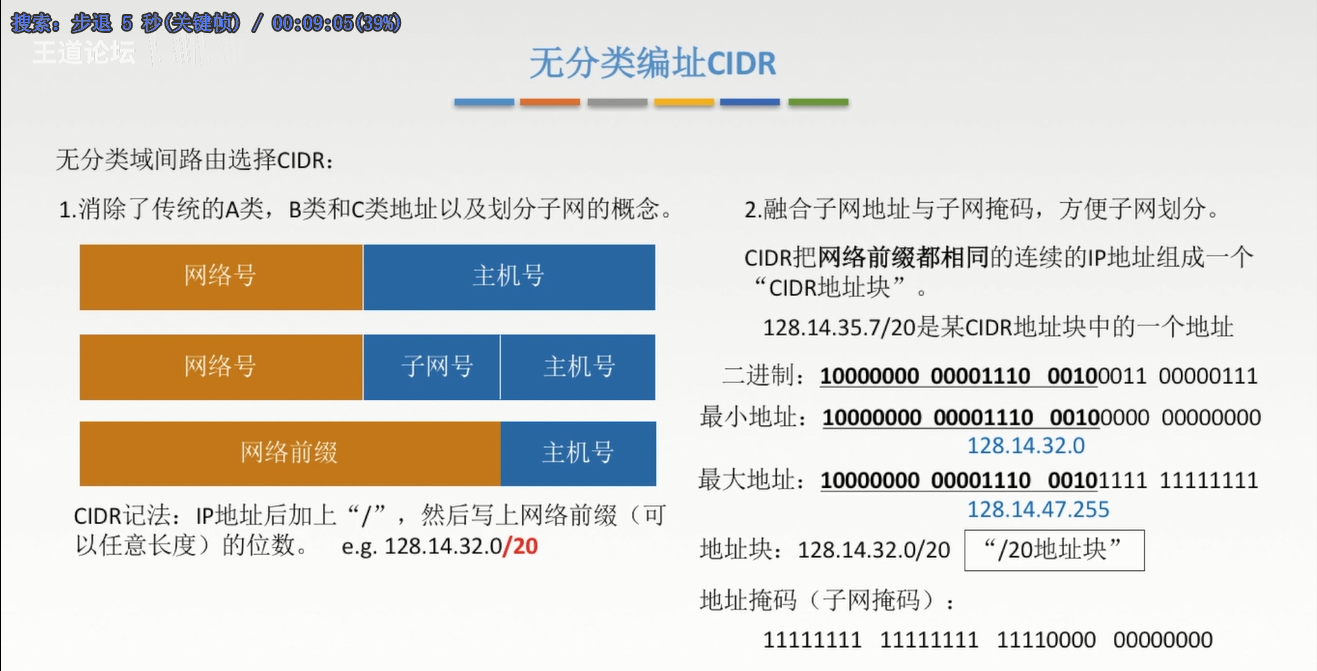 搜索：步退 5 秒(关键帧) / 00:09:05(39%)
王道论坛
无分类编址CIDR
无分类域间路由选择CIDR：
1.消除了传统的A类，B类和C类地址以及划分子网的概念。
网络号 主机号
网络号 子网号 主机号
网络前缀 主机号
CIDR记法：IP地址后加上“/”，然后写上网络前缀（可
以任意长度）的位数。 e.g. 128.14.32.0/20
2.融合子网地址与子网掩码，方便子网划分。
CIDR把网络前缀都相同的连续的IP地址组成一个
“CIDR地址块”。
128.14.35.7/20是某CIDR地址块中的一个地址
二进制：10000000 00001110 00100011 00000111
最小地址：10000000 00001110 00100000 00000000
128.14.32.0
最大地址：10000000 00001110 00101111 11111111
128.14.47.255
地址块：128.14.32.0/20 “/20地址块”
地址掩码（子网掩码）：
11111111 11111111 11110000 00000000